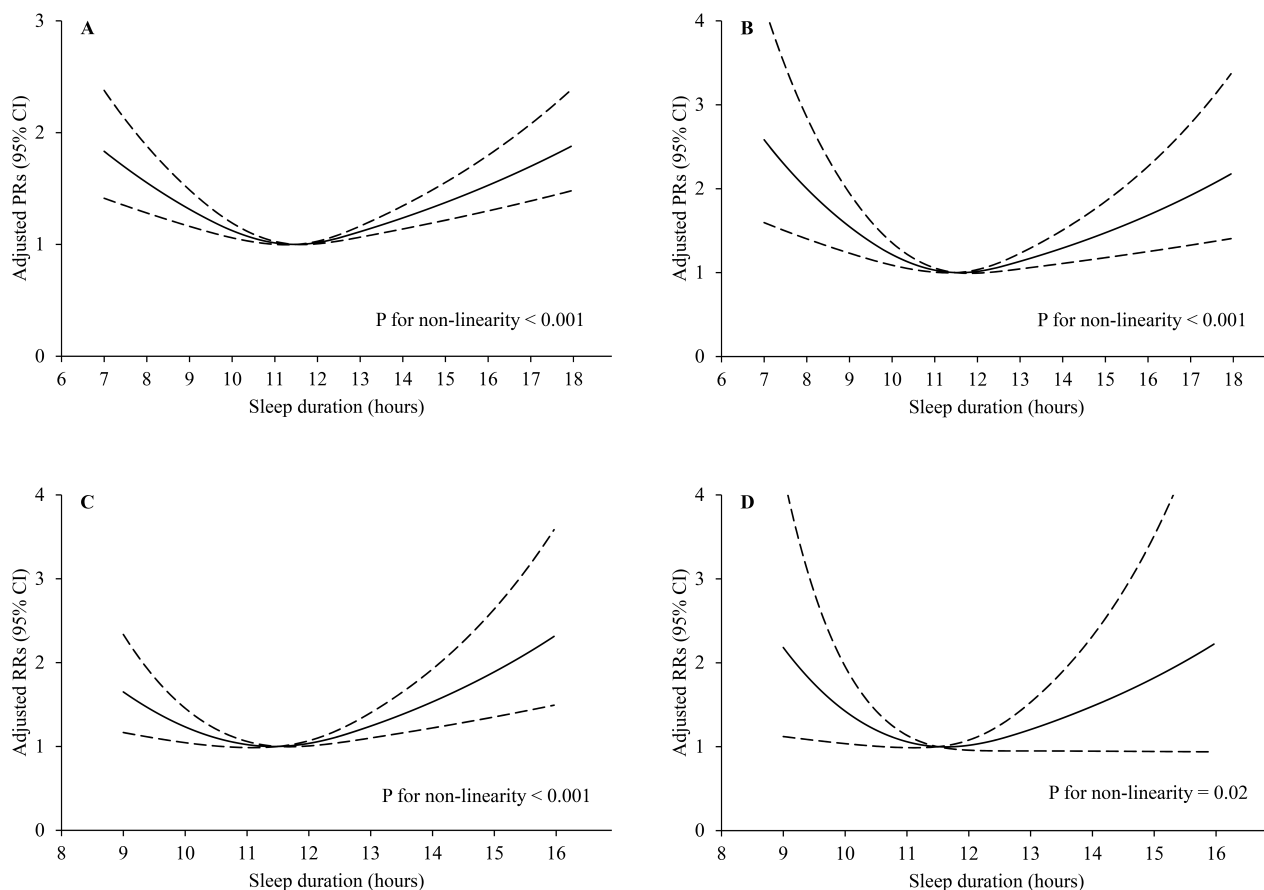 A
3
2
1
0
Adjusted PRs (95% CI)
P for non-linearity < 0.001
6 7 8 9 10 11 12 13 14 15 16 17 18
Sleep duration (hours)
B
4
3
2
1
0
Adjusted PRs (95% CI)
P for non-linearity < 0.001
6 7 8 9 10 11 12 13 14 15 16 17 18
Sleep duration (hours)
C
4
3
2
1
0
Adjusted RRs (95% CI)
P for non-linearity < 0.001
8 9 10 11 12 13 14 15 16
Sleep duration (hours)
D
4
3
2
1
0
Adjusted RRs (95% CI)
P for non-linearity = 0.02
8 9 10 11 12 13 14 15 16
Sleep duration (hours)